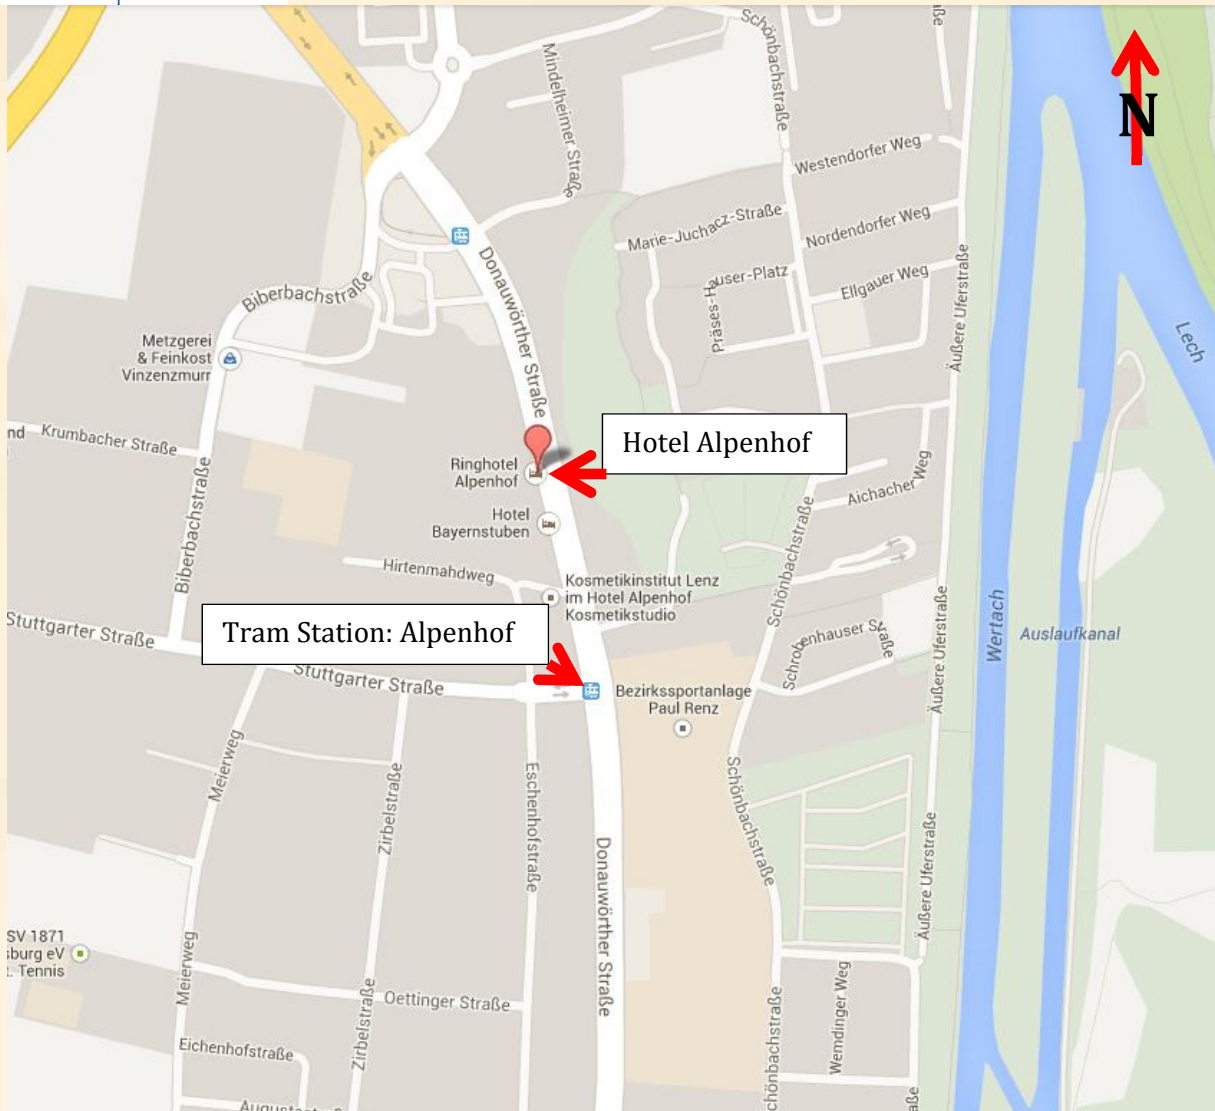 Schönbachstraße
Mindelheimer Straße
N
Westendorfer Weg
Marie-Juchacz-Straße
Nordendorfer Weg
Donauwörther Straße
Präses-Hauser-Platz
Ellgauer Weg
Äußere Uferstraße
Biberbachstraße
Lech
Metzgerei
& Feinkost
Vinzenzmurr
Krumbacher Straße
Hotel Alpenhof
Ringhotel
Alpenhof
Aichacher Weg
Hotel
Bayernstuben
Biberbachstraße
Schönbachstraße
Hirtenmahdweg
Kosmetikinstitut Lenz
im Hotel Alpenhof
Kosmetikstudio
Tram Station: Alpenhof
Stuttgarter Straße
Schrobenhauser Straße
Äußere Uferstraße
Wertach
Auslaufkanal
Stuttgarter Straße
Bezirkssportanlage
Paul Renz
Meierweg
Zirbelstraße
Eschenhofstraße
Schönbachstraße
Donauwörther Straße
Äußere Uferstraße
SV 1871
sburg eV
Tennis
Meierweg
Zirbelstraße
Oettinger Straße
Wemdinger Weg
Eichenhofstraße
chönbachstraße